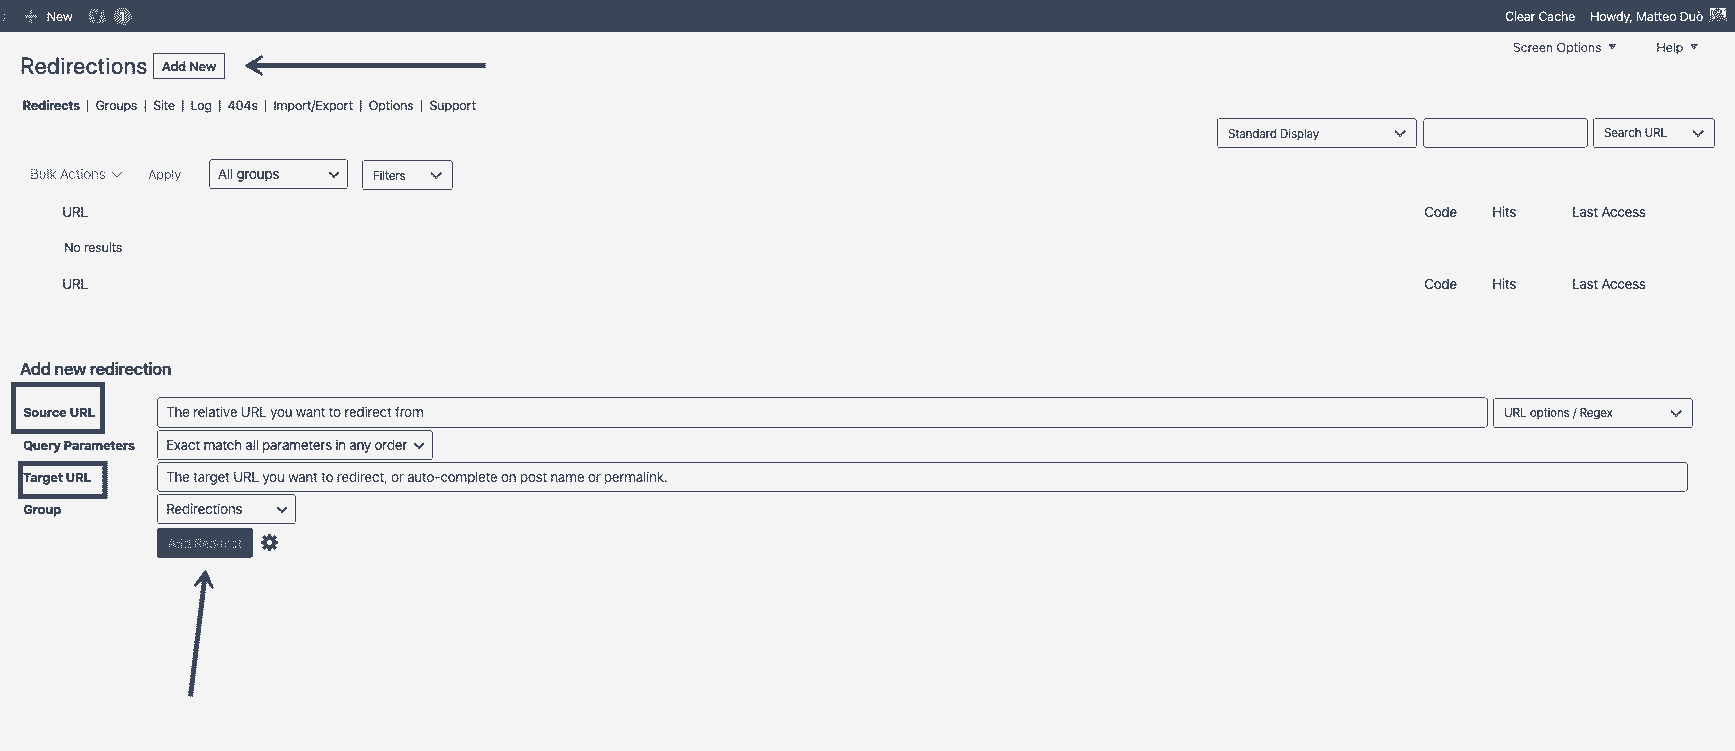 New
Clear Cache Howdy, Matteo Duò
Screen Options Help
Redirections Add New
Redirects | Groups | Site | Log | 404s | Import/Export | Options | Support
Standard Display Search URL
Bulk Actions Apply All groups Filters
URL Code Hits Last Access
No results
URL Code Hits Last Access
Add new redirection
Source URL The relative URL you want to redirect from URL options / Regex
Query Parameters Exact match all parameters in any order
Target URL The target URL you want to redirect, or auto-complete on post name or permalink.
Group Redirections
Add Redirect